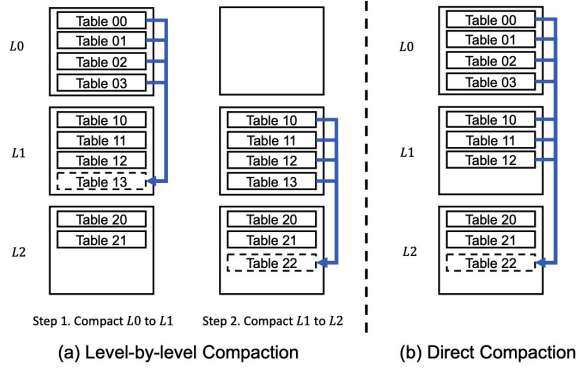 L0
Table 00
Table 01
Table 02
Table 03
L1
Table 10
Table 11
Table 12
Table 13
L2
Table 20
Table 21
Step 1. Compact L0 to L1
Table 10
Table 11
Table 12
Table 13
Table 20
Table 21
Table 22
Step 2. Compact L1 to L2
(a) Level-by-level Compaction
L0
Table 00
Table 01
Table 02
Table 03
L1
Table 10
Table 11
Table 12
L2
Table 20
Table 21
Table 22
(b) Direct Compaction